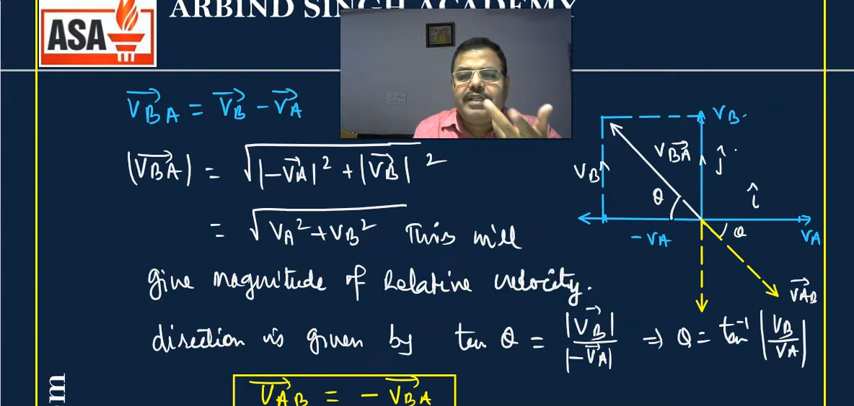 ARBIND SINGH ACADEMY
ASA
V⃗BA = V⃗B − V⃗A
|V⃗BA| = √|−V⃗A|² + |V⃗B|²
= √VA² + VB² This will
give magnitude of Relative velocity.
direction is given by tan θ = |V⃗B| / |−V⃗A| ⇒ θ = tan⁻¹ |VB/VA|
V⃗AB = − V⃗BA
VB
V⃗BA
ĵ
VB
θ
î
−VA
θ
VA
V⃗AB
om